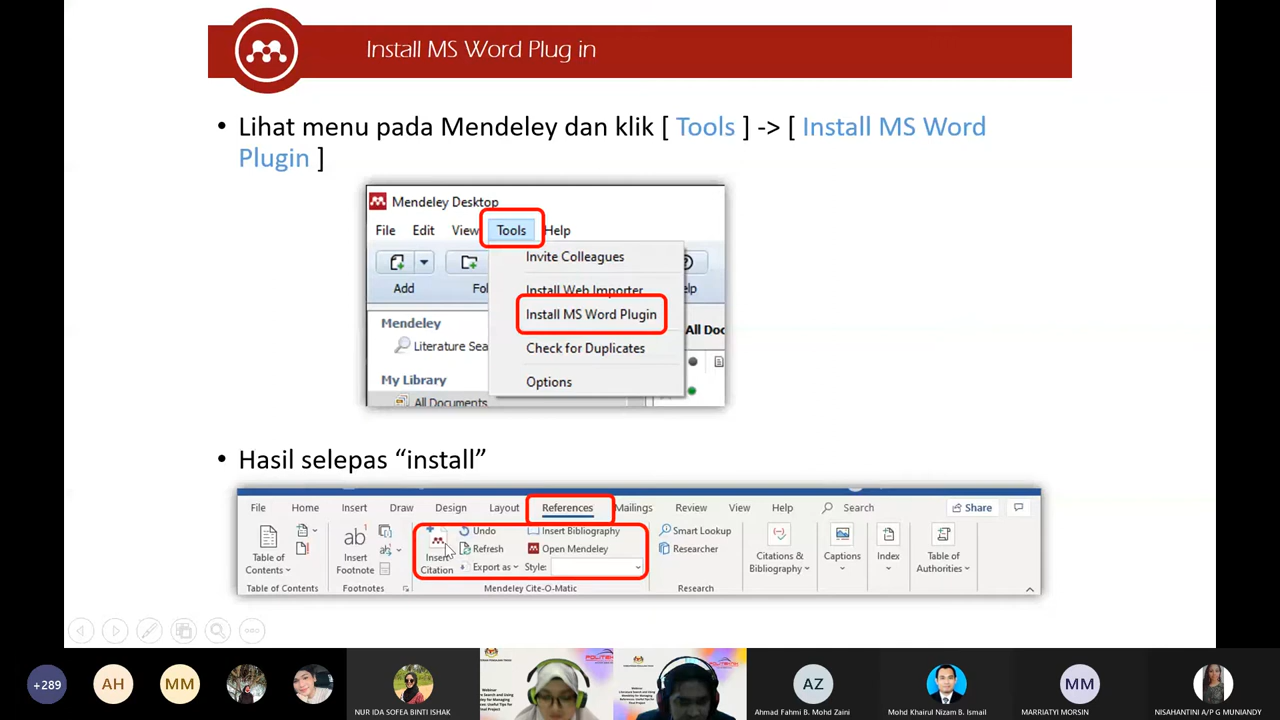 Install MS Word Plug in
• Lihat menu pada Mendeley dan klik [ Tools ] -> [ Install MS Word
Plugin ]
Mendeley Desktop
File Edit View Tools Help
Invite Colleagues
Add
Install Web Importer
Install MS Word Plugin
Mendeley
All Doc
Literature Sea
Check for Duplicates
My Library
Options
All Documents
• Hasil selepas “install”
File Home Insert Draw Design Layout References Mailings Review View Help Search Share
Table of Contents
Insert Footnote
Insert Citation
Undo
Refresh
Export as
Insert Bibliography
Open Mendeley
Style:
Smart Lookup
Researcher
Citations & Bibliography
Captions
Index
Table of Authorities
Table of Contents Footnotes Mendeley Cite-O-Matic Research
+289 AH MM AZ MM
NUR IDA SOFEA BINTI ISHAK
Webinar
Ahmad Fahmi B. Mohd Zaini
Mohd Khairul Nizam B. Ismail
MARRIATYI MORSIN
NISAHANTINI A/P G MUNIANDY